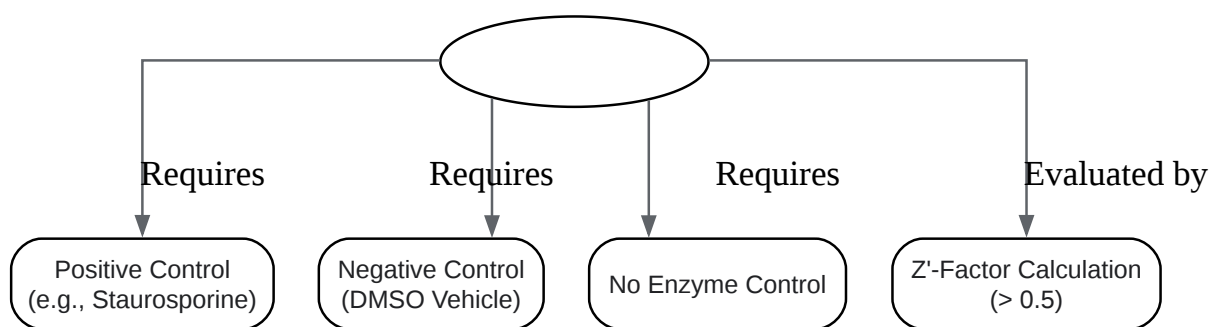 Requires
Requires
Requires
Evaluated by
Positive Control
(e.g., Staurosporine)
Negative Control
(DMSO Vehicle)
No Enzyme Control
Z'-Factor Calculation
(> 0.5)